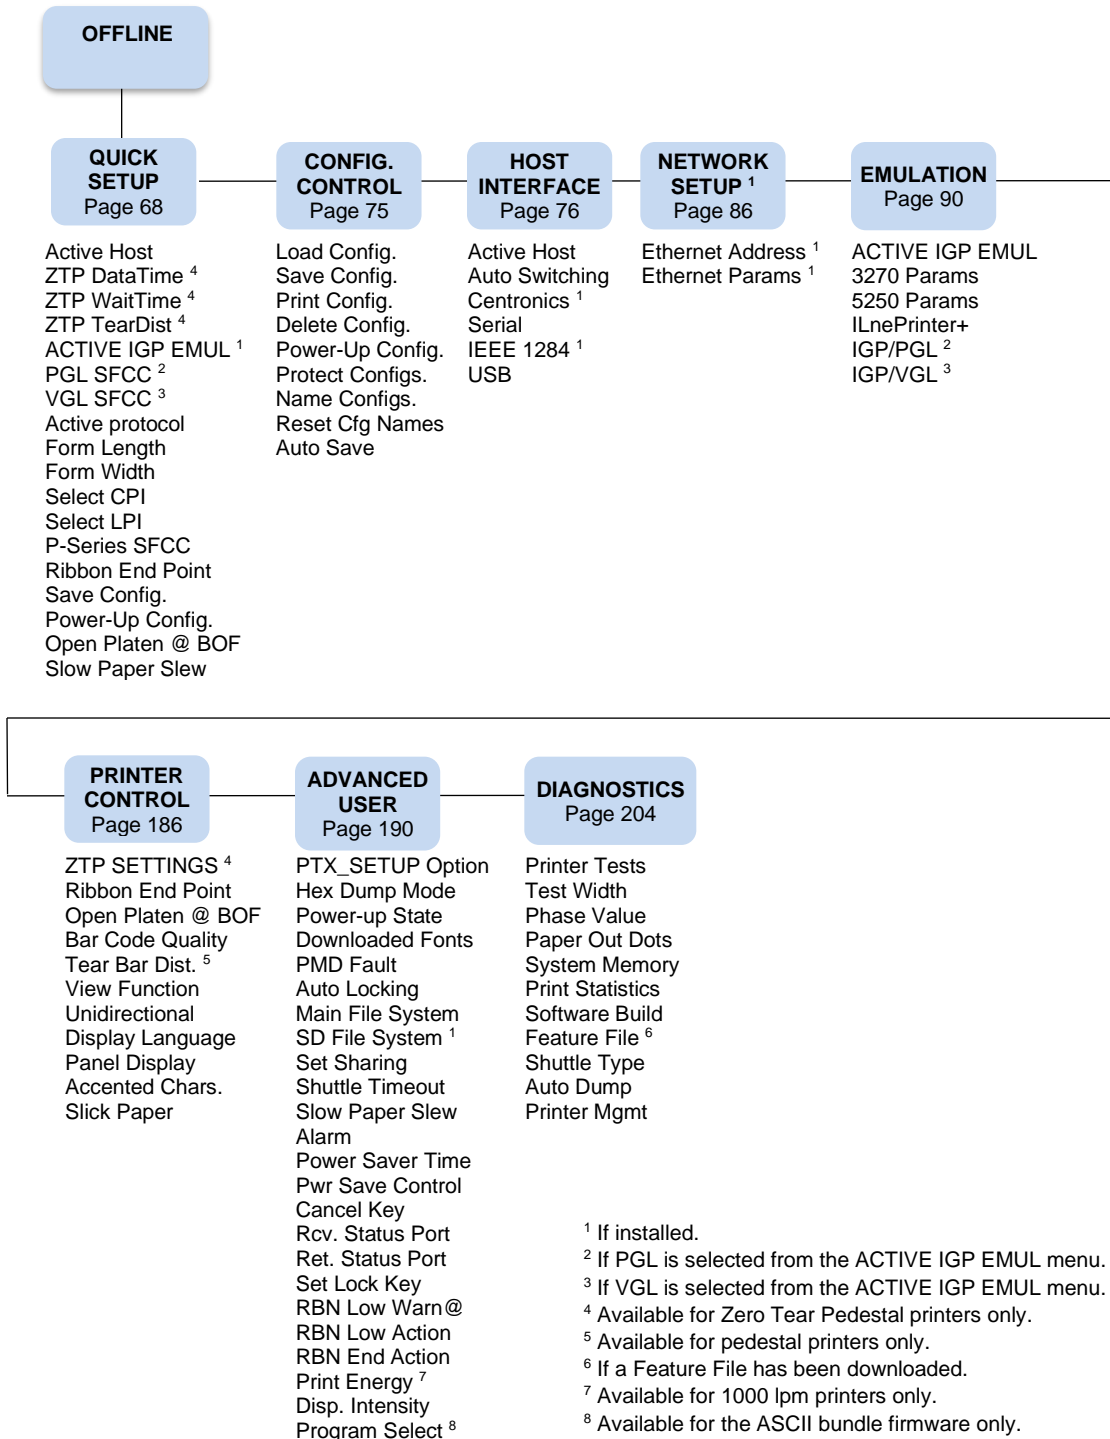 OFFLINE
QUICK
SETUP
Page 68
Active Host
ZTP DataTime ⁴
ZTP WaitTime ⁴
ZTP TearDist ⁴
ACTIVE IGP EMUL ¹
PGL SFCC ²
VGL SFCC ³
Active protocol
Form Length
Form Width
Select CPI
Select LPI
P-Series SFCC
Ribbon End Point
Save Config.
Power-Up Config.
Open Platen @ BOF
Slow Paper Slew
CONFIG.
CONTROL
Page 75
Load Config.
Save Config.
Print Config.
Delete Config.
Power-Up Config.
Protect Configs.
Name Configs.
Reset Cfg Names
Auto Save
HOST
INTERFACE
Page 76
Active Host
Auto Switching
Centronics ¹
Serial
IEEE 1284 ¹
USB
NETWORK
SETUP ¹
Page 86
Ethernet Address ¹
Ethernet Params ¹
EMULATION
Page 90
ACTIVE IGP EMUL
3270 Params
5250 Params
ILnePrinter+
IGP/PGL ²
IGP/VGL ³
PRINTER
CONTROL
Page 186
ZTP SETTINGS ⁴
Ribbon End Point
Open Platen @ BOF
Bar Code Quality
Tear Bar Dist. ⁵
View Function
Unidirectional
Display Language
Panel Display
Accented Chars.
Slick Paper
ADVANCED
USER
Page 190
PTX_SETUP Option
Hex Dump Mode
Power-up State
Downloaded Fonts
PMD Fault
Auto Locking
Main File System
SD File System ¹
Set Sharing
Shuttle Timeout
Slow Paper Slew
Alarm
Power Saver Time
Pwr Save Control
Cancel Key
Rcv. Status Port
Ret. Status Port
Set Lock Key
RBN Low Warn@
RBN Low Action
RBN End Action
Print Energy ⁷
Disp. Intensity
Program Select ⁸
DIAGNOSTICS
Page 204
Printer Tests
Test Width
Phase Value
Paper Out Dots
System Memory
Print Statistics
Software Build
Feature File ⁶
Shuttle Type
Auto Dump
Printer Mgmt
¹ If installed.
² If PGL is selected from the ACTIVE IGP EMUL menu.
³ If VGL is selected from the ACTIVE IGP EMUL menu.
⁴ Available for Zero Tear Pedestal printers only.
⁵ Available for pedestal printers only.
⁶ If a Feature File has been downloaded.
⁷ Available for 1000 lpm printers only.
⁸ Available for the ASCII bundle firmware only.